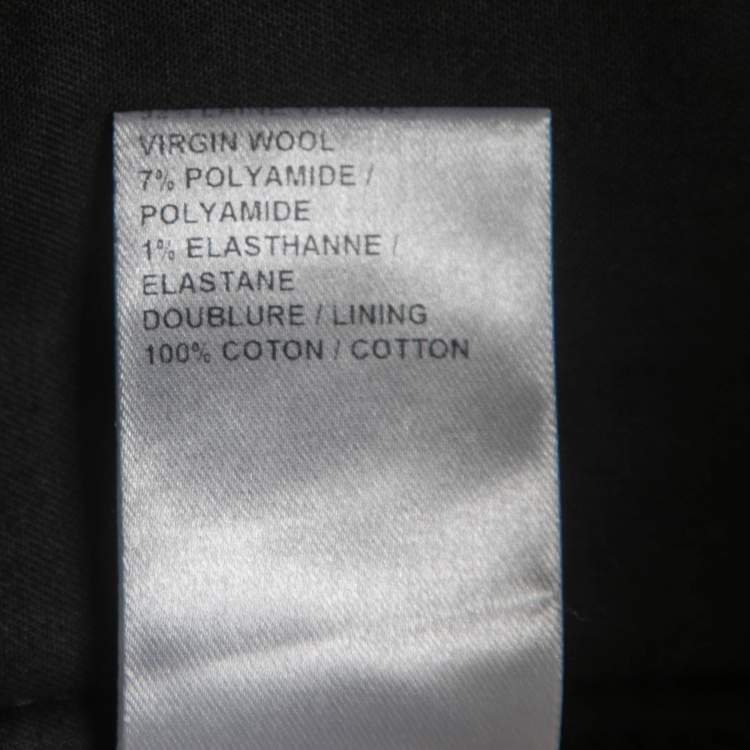 VIRGIN WOOL
7% POLYAMIDE /
POLYAMIDE
1% ELASTHANNE /
ELASTANE
DOUBLURE / LINING
100% COTON / COTTON